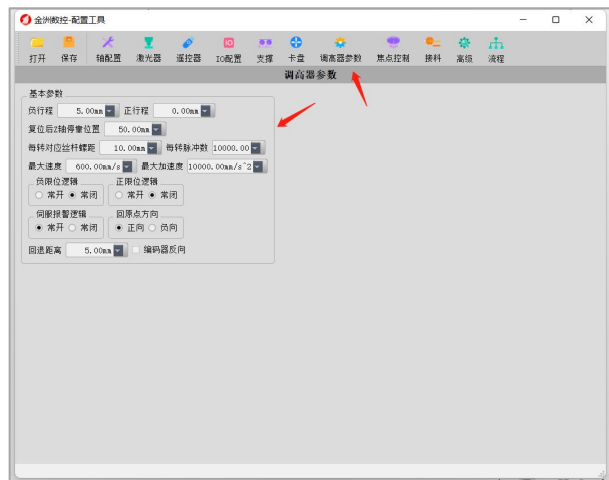 金洲数控-配置工具
打开 保存 轴配置 激光器 遥控器 IO配置 支撑 卡盘 调高器参数 焦点控制 接料 高级 流程
调高器参数
基本参数
负行程 5.00mm 正行程 0.00mm
复位后Z轴停靠位置 50.00mm
每转对应丝杆螺距 10.00mm 每转脉冲数 10000.00
最大速度 600.00mm/s 最大加速度 10000.00mm/s^2
负限位逻辑 正限位逻辑
常开 常闭 常开 常闭
伺服报警逻辑 回原点方向
常开 常闭 正向 负向
回退距离 5.00mm 编码器反向